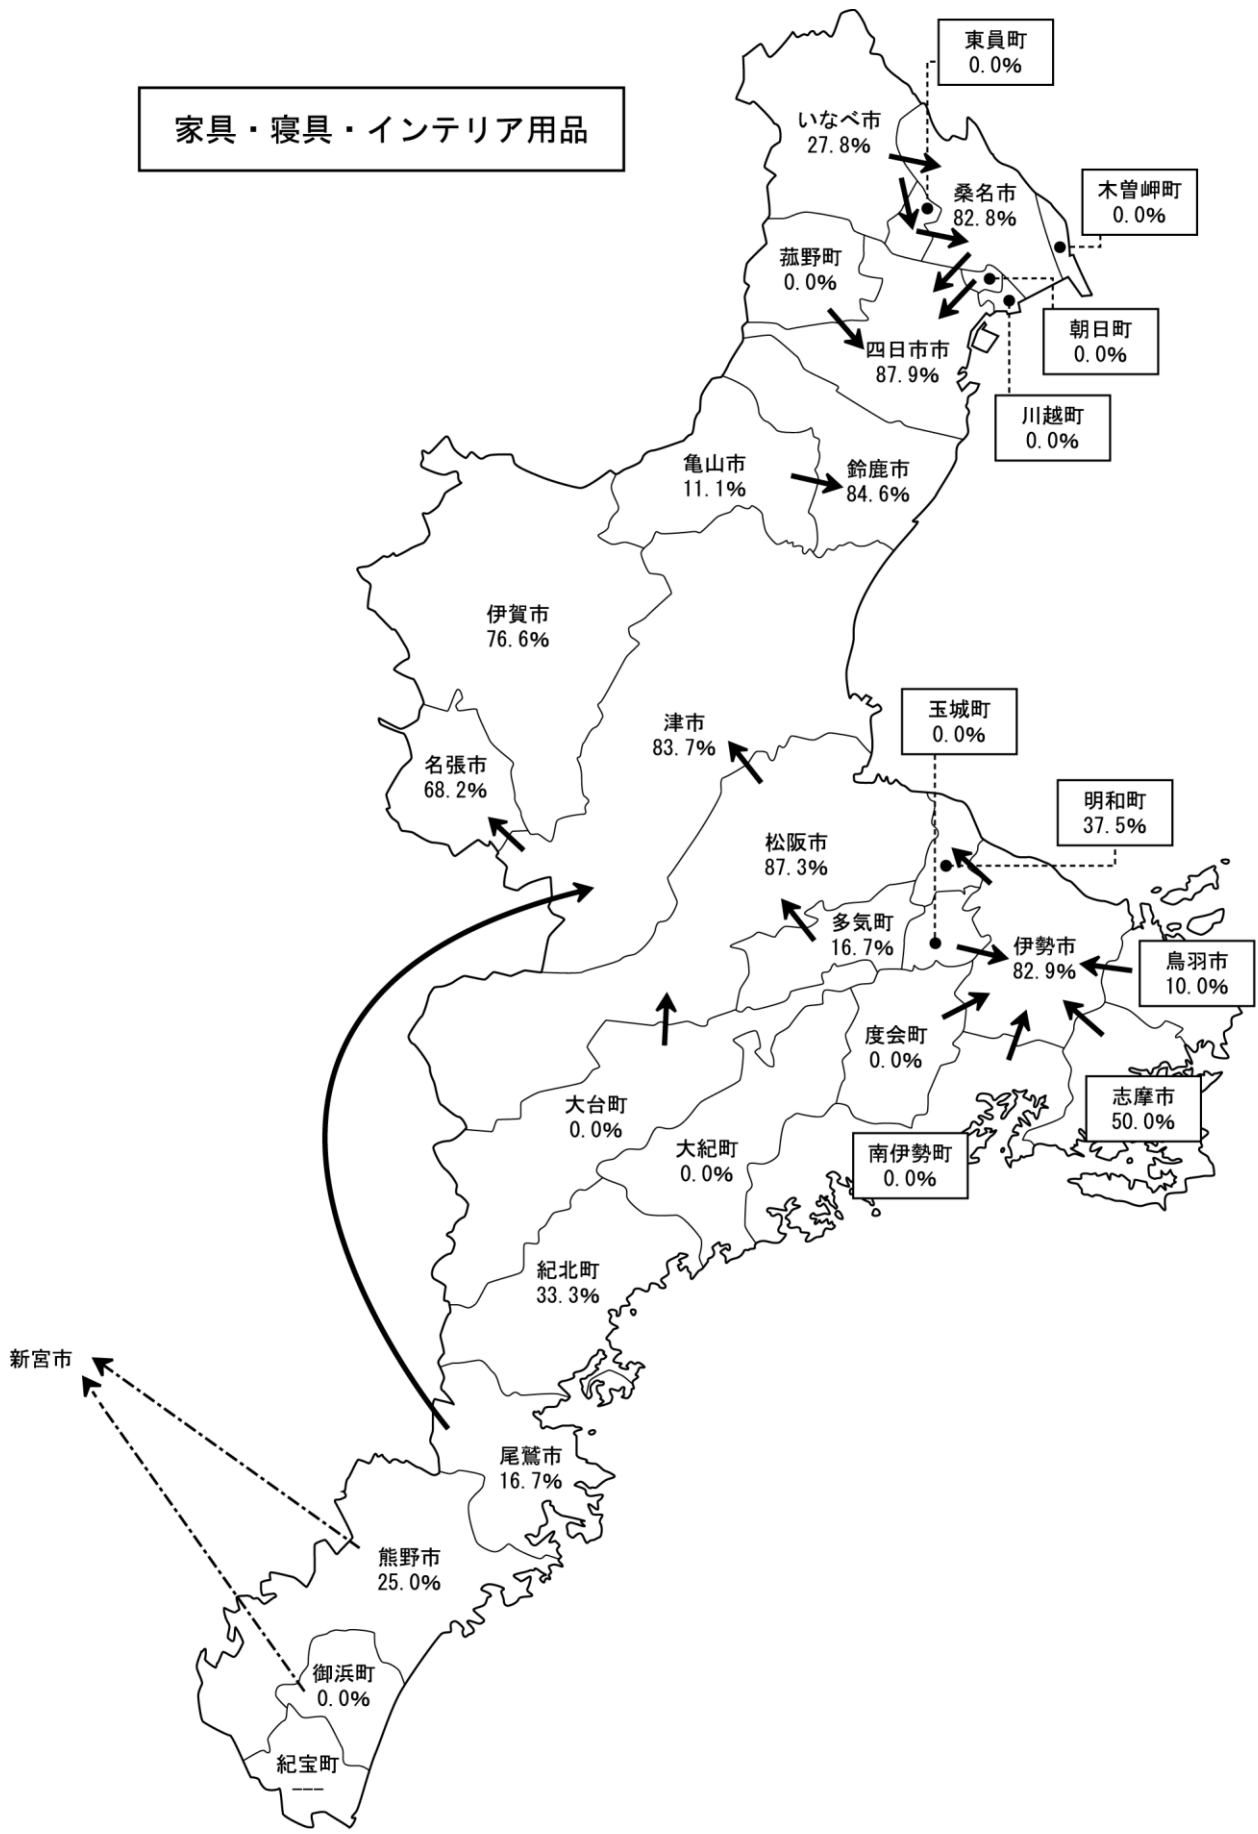 東員町
0.0%
家具・寝具・インテリア用品
いなべ市
27.8%
桑名市
82.8%
木曽岬町
0.0%
菰野町
0.0%
朝日町
0.0%
四日市市
87.9%
川越町
0.0%
亀山市
11.1%
鈴鹿市
84.6%
伊賀市
76.6%
玉城町
0.0%
津市
83.7%
名張市
68.2%
明和町
37.5%
松阪市
87.3%
多気町
16.7%
伊勢市
82.9%
鳥羽市
10.0%
度会町
0.0%
志摩市
50.0%
大台町
0.0%
大紀町
0.0%
南伊勢町
0.0%
紀北町
33.3%
新宮市
尾鷲市
16.7%
熊野市
25.0%
御浜町
0.0%
紀宝町
---